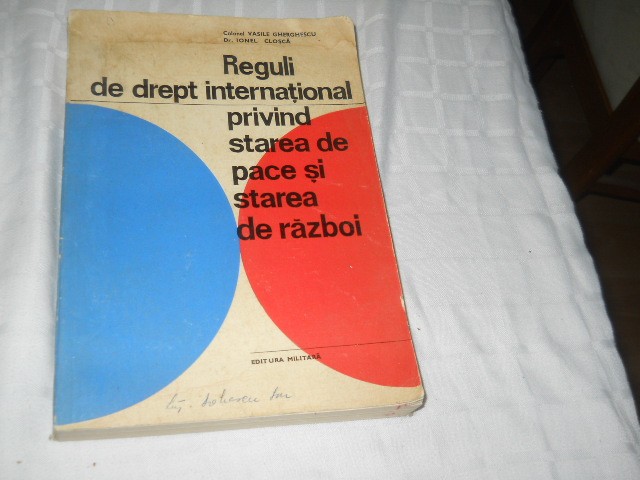 Colonel VASILE GHERGHESCU
Dr. IONEL CLOȘCĂ
Reguli
de drept internațional
privind
starea de
pace și
starea
de război
EDITURA MILITARĂ